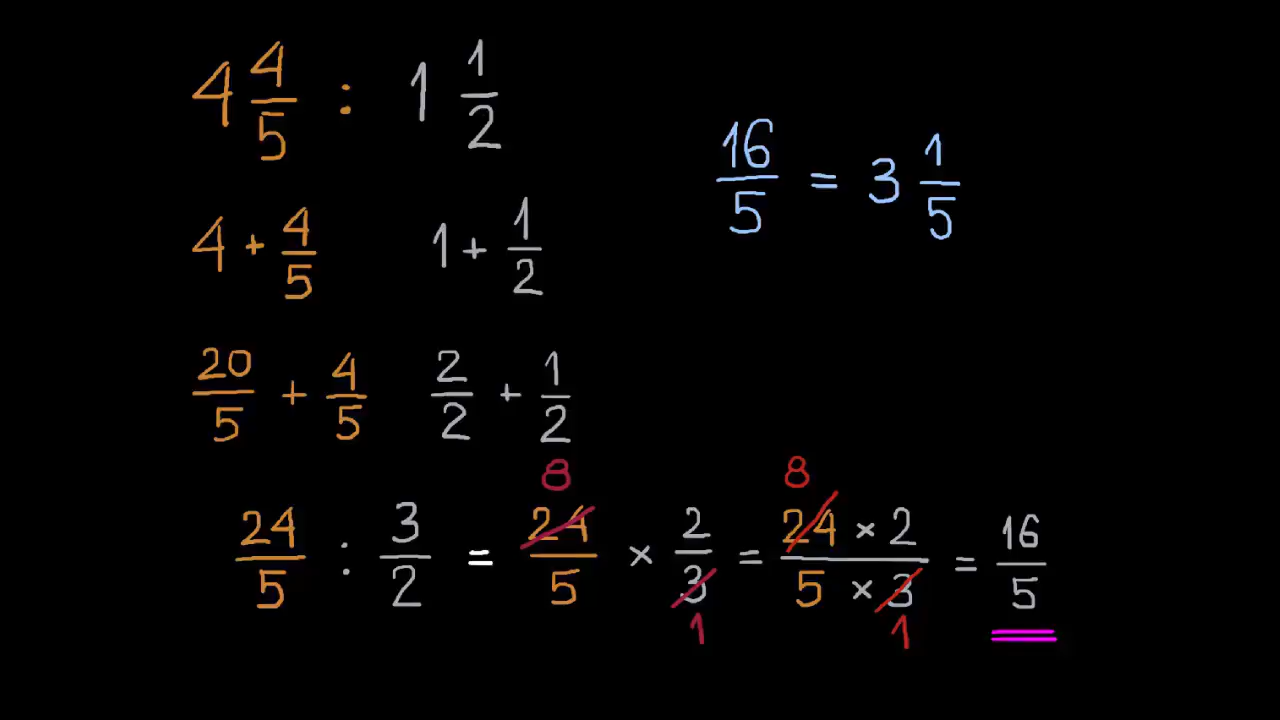 4 4/5 : 1 1/2
16/5 = 3 1/5
4 + 4/5    1 + 1/2
20/5 + 4/5    2/2 + 1/2
8    8
24/5 : 3/2 = 24/5 × 2/3 = 24 × 2 / 5 × 3 = 16/5
1    1